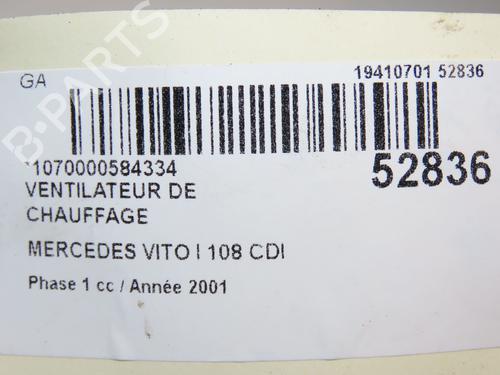 GA
19410701 52836
*1070000584334
52836
VENTILATEUR DE
CHAUFFAGE
MERCEDES VITO I 108 CDI
Phase 1 cc / Année 2001
B-PARTS